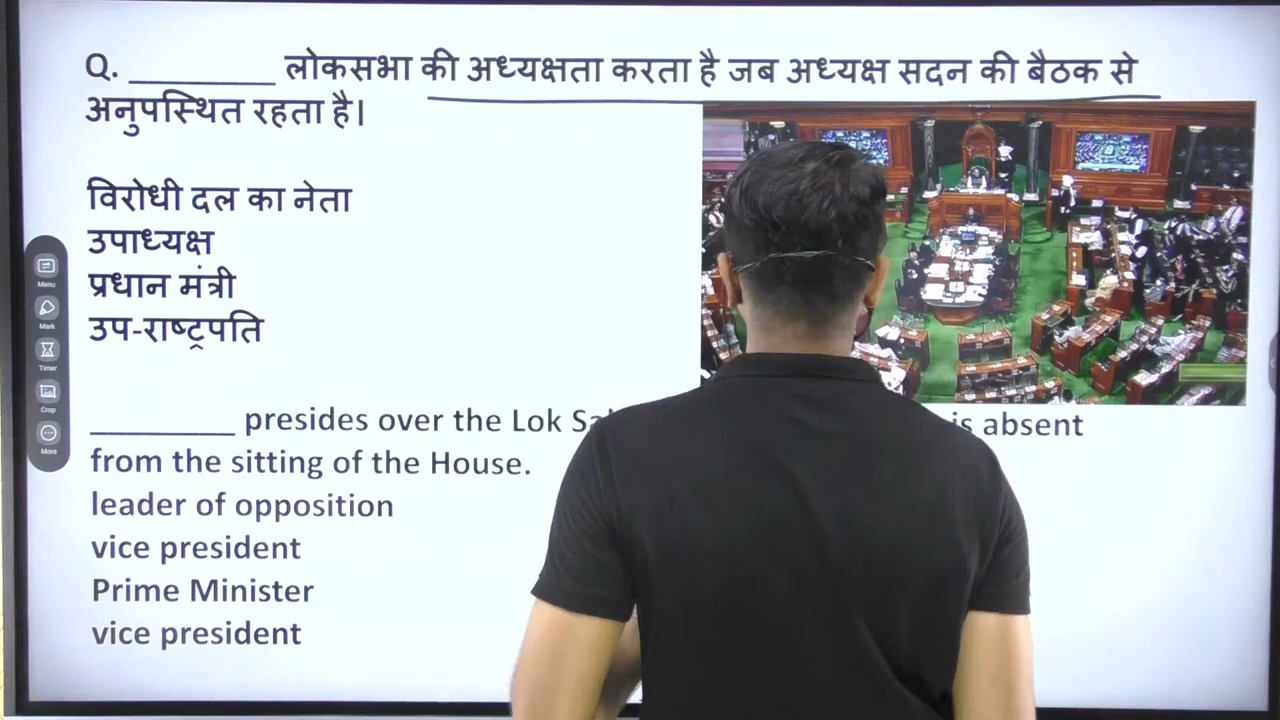 Q. ________ लोकसभा की अध्यक्षता करता है जब अध्यक्ष सदन की बैठक से
अनुपस्थित रहता है।
विरोधी दल का नेता
उपाध्यक्ष
प्रधान मंत्री
उप-राष्ट्रपति
Menu
Mark
Timer
Crop
More
________ presides over the Lok is absent
from the sitting of the House.
leader of opposition
vice president
Prime Minister
vice president